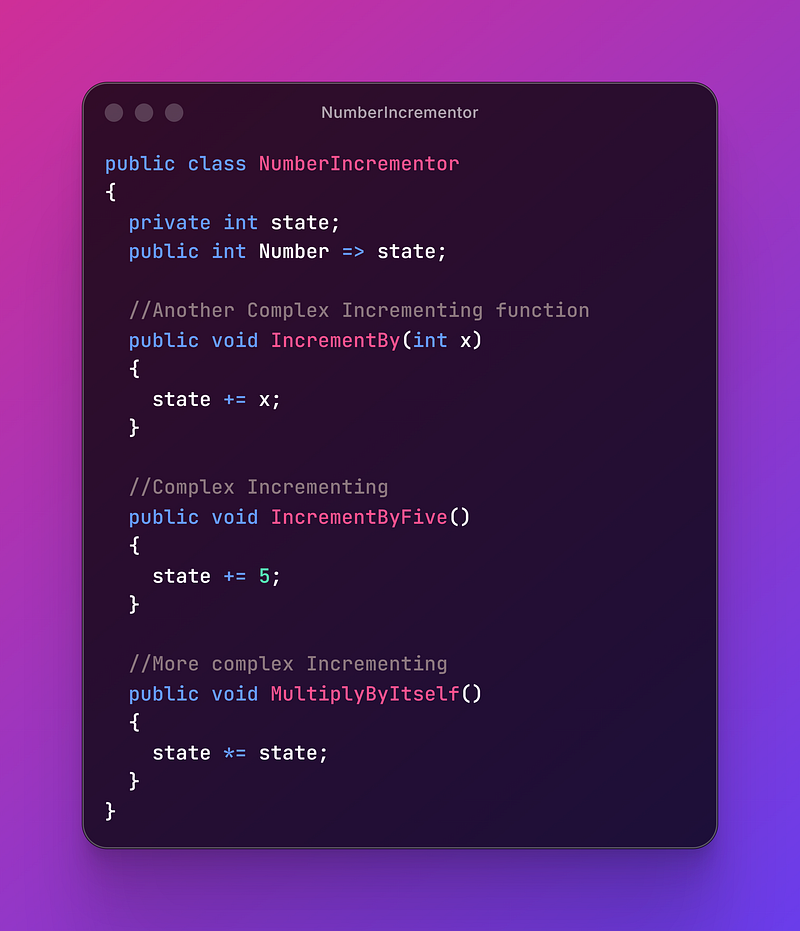 NumberIncrementor
public class NumberIncrementor
{
  private int state;
  public int Number => state;

  //Another Complex Incrementing function
  public void IncrementBy(int x)
  {
    state += x;
  }

  //Complex Incrementing
  public void IncrementByFive()
  {
    state += 5;
  }

  //More complex Incrementing
  public void MultiplyByItself()
  {
    state *= state;
  }
}